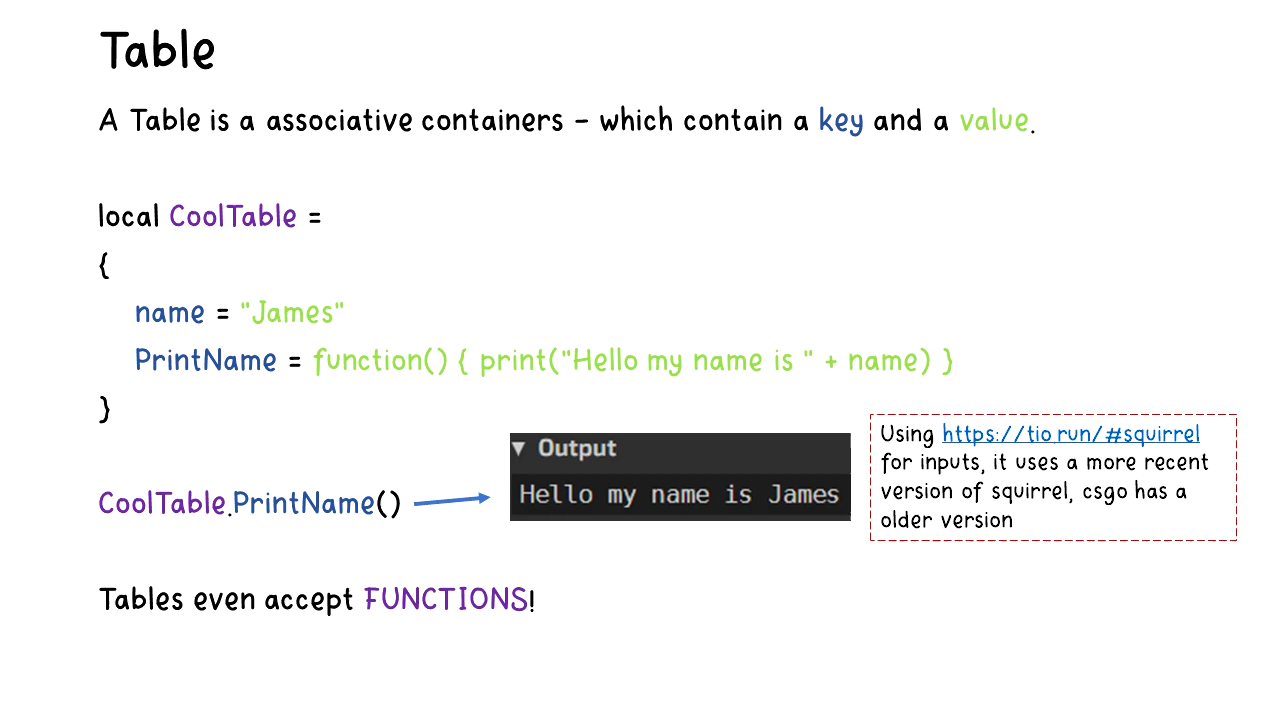 Table
A Table is a associative containers - which contain a key and a value.
local CoolTable =
{
name = "James"
PrintName = function() { print("Hello my name is " + name) }
}
CoolTable.PrintName()
▼ Output
Hello my name is James
Using https://tio.run/#squirrel
for inputs, it uses a more recent
version of squirrel, csgo has a
older version
Tables even accept FUNCTIONS!